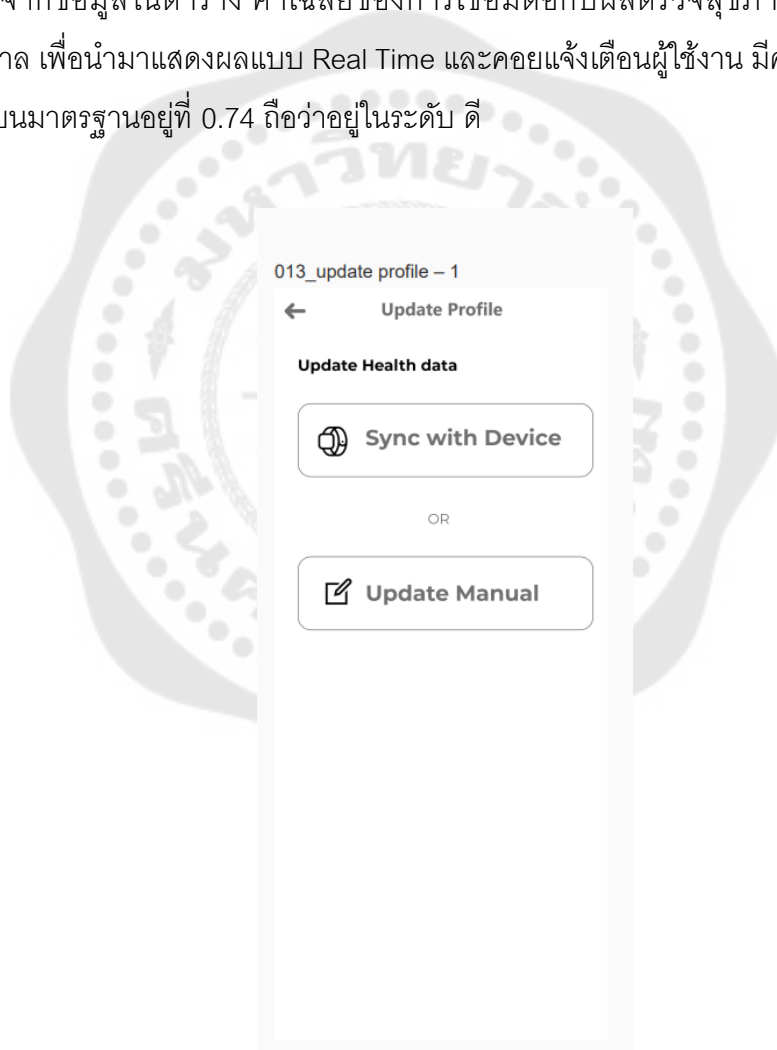 จากข้อมูลในตาราง ค่าเฉลี่ยของการเชื่อมต่อกับผลตรวจสุขภา
าล เพื่อนำมาแสดงผลแบบ Real Time และคอยแจ้งเตือนผู้ใช้งาน มี
บนมาตรฐานอยู่ที่ 0.74 ถือว่าอยู่ในระดับ ดี
013_update profile – 1
Update Profile
Update Health data
Sync with Device
OR
Update Manual